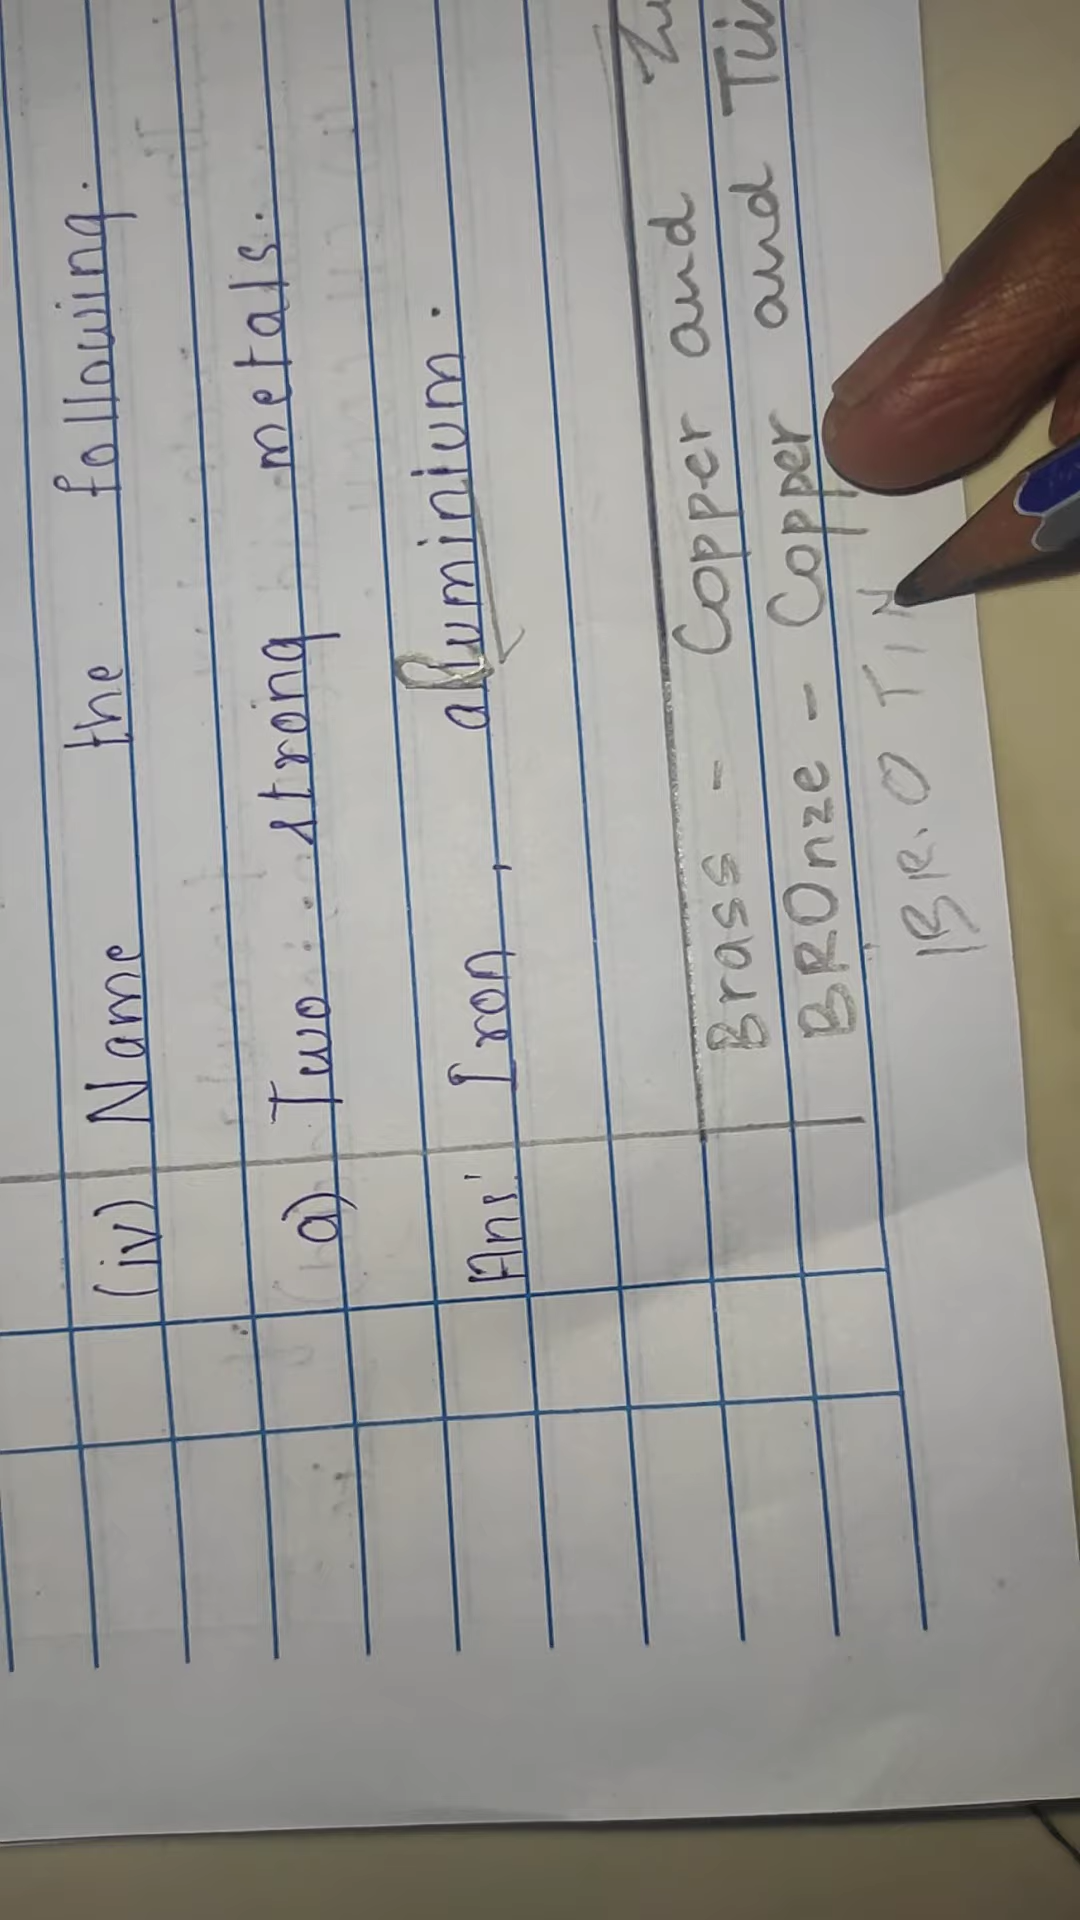 (iv) Name the following.
(a) Two strong metals.
Ans' Iron, aluminium.
Brass - Copper and
BROnze - Copper and
BR.O TIN